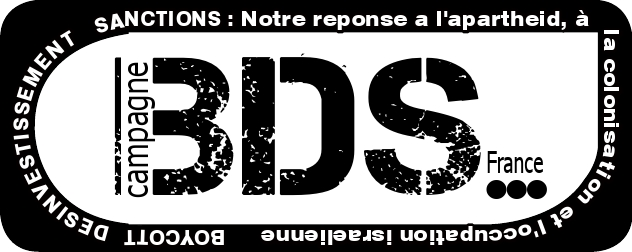 BOYCOTT DESINVESTISSEMENT SANCTIONS : Notre reponse a l'apartheid, à la colonisation et l'occupation israelienne
campagne
BDS
France